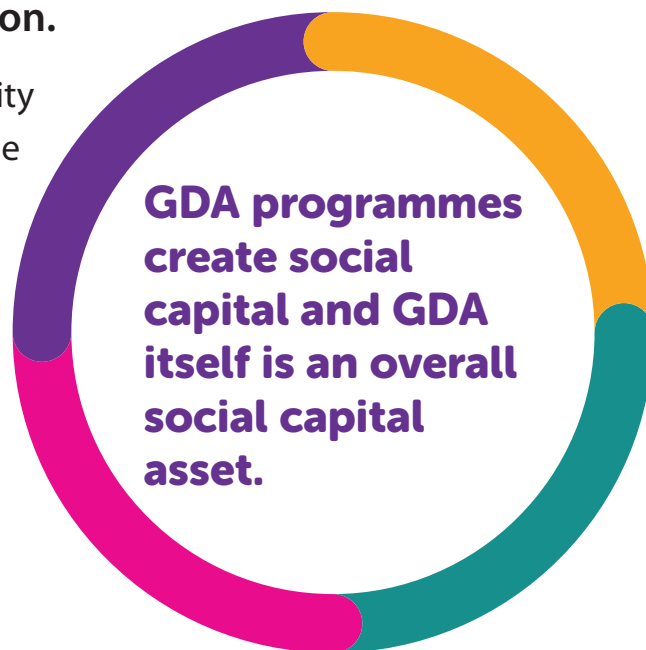 on.
ity
e
GDA programmes
create social
capital and GDA
itself is an overall
social capital
asset.